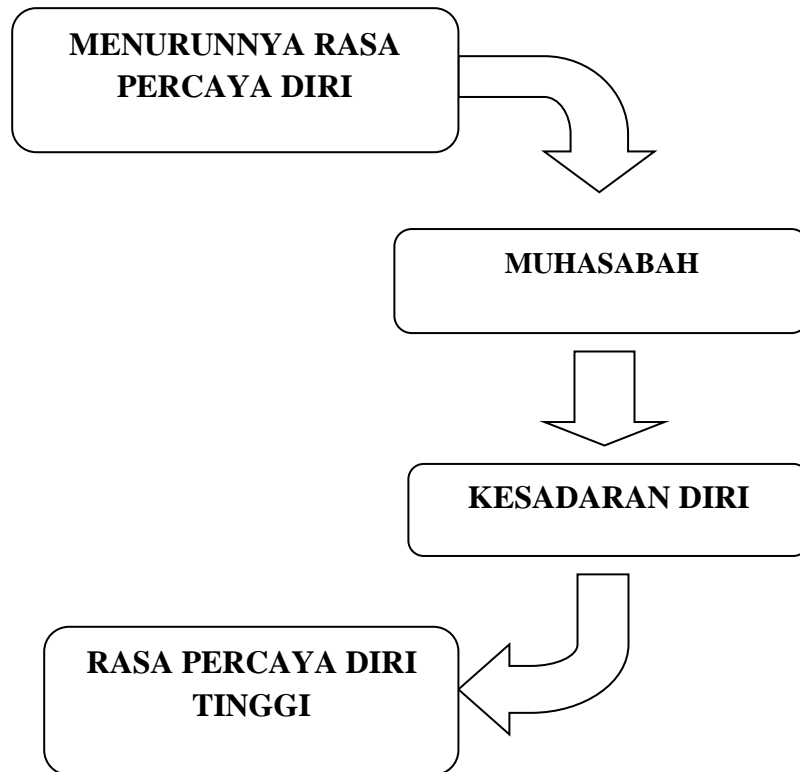 MENURUNNYA RASA
PERCAYA DIRI
MUHASABAH
KESADARAN DIRI
RASA PERCAYA DIRI
TINGGI